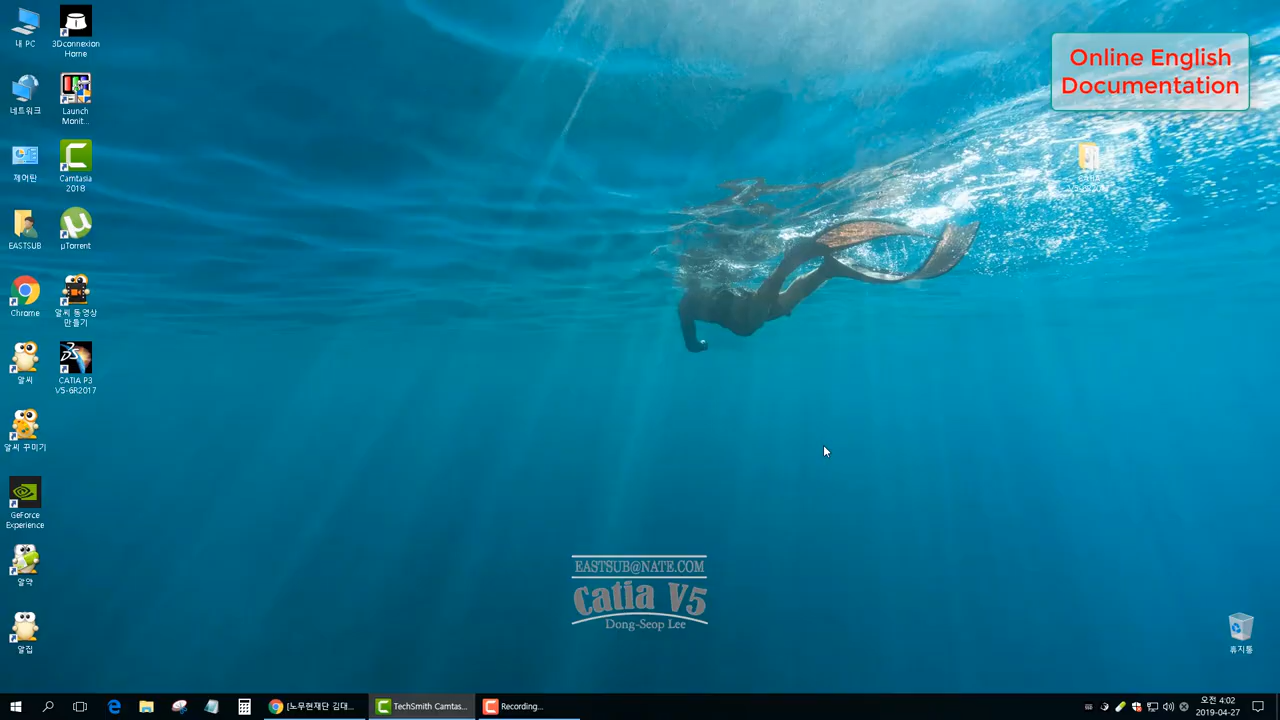 내 PC
3Dconnexion
Home
네트워크
Launch
Monit...
제어판
Camtasia
2018
EASTSUB
μTorrent
Chrome
알씨 동영상
만들기
알씨
CATIA P3
V5-6R2017
알씨 꾸미기
GeForce
Experience
알약
알집
Online English
Documentation
CATIA
EASTSUB@NATE.COM
Catia V5
Dong-Seop Lee
휴지통
[노무현재단 김대...
TechSmith Camtas...
Recording...
오전 4:02
2019-04-27